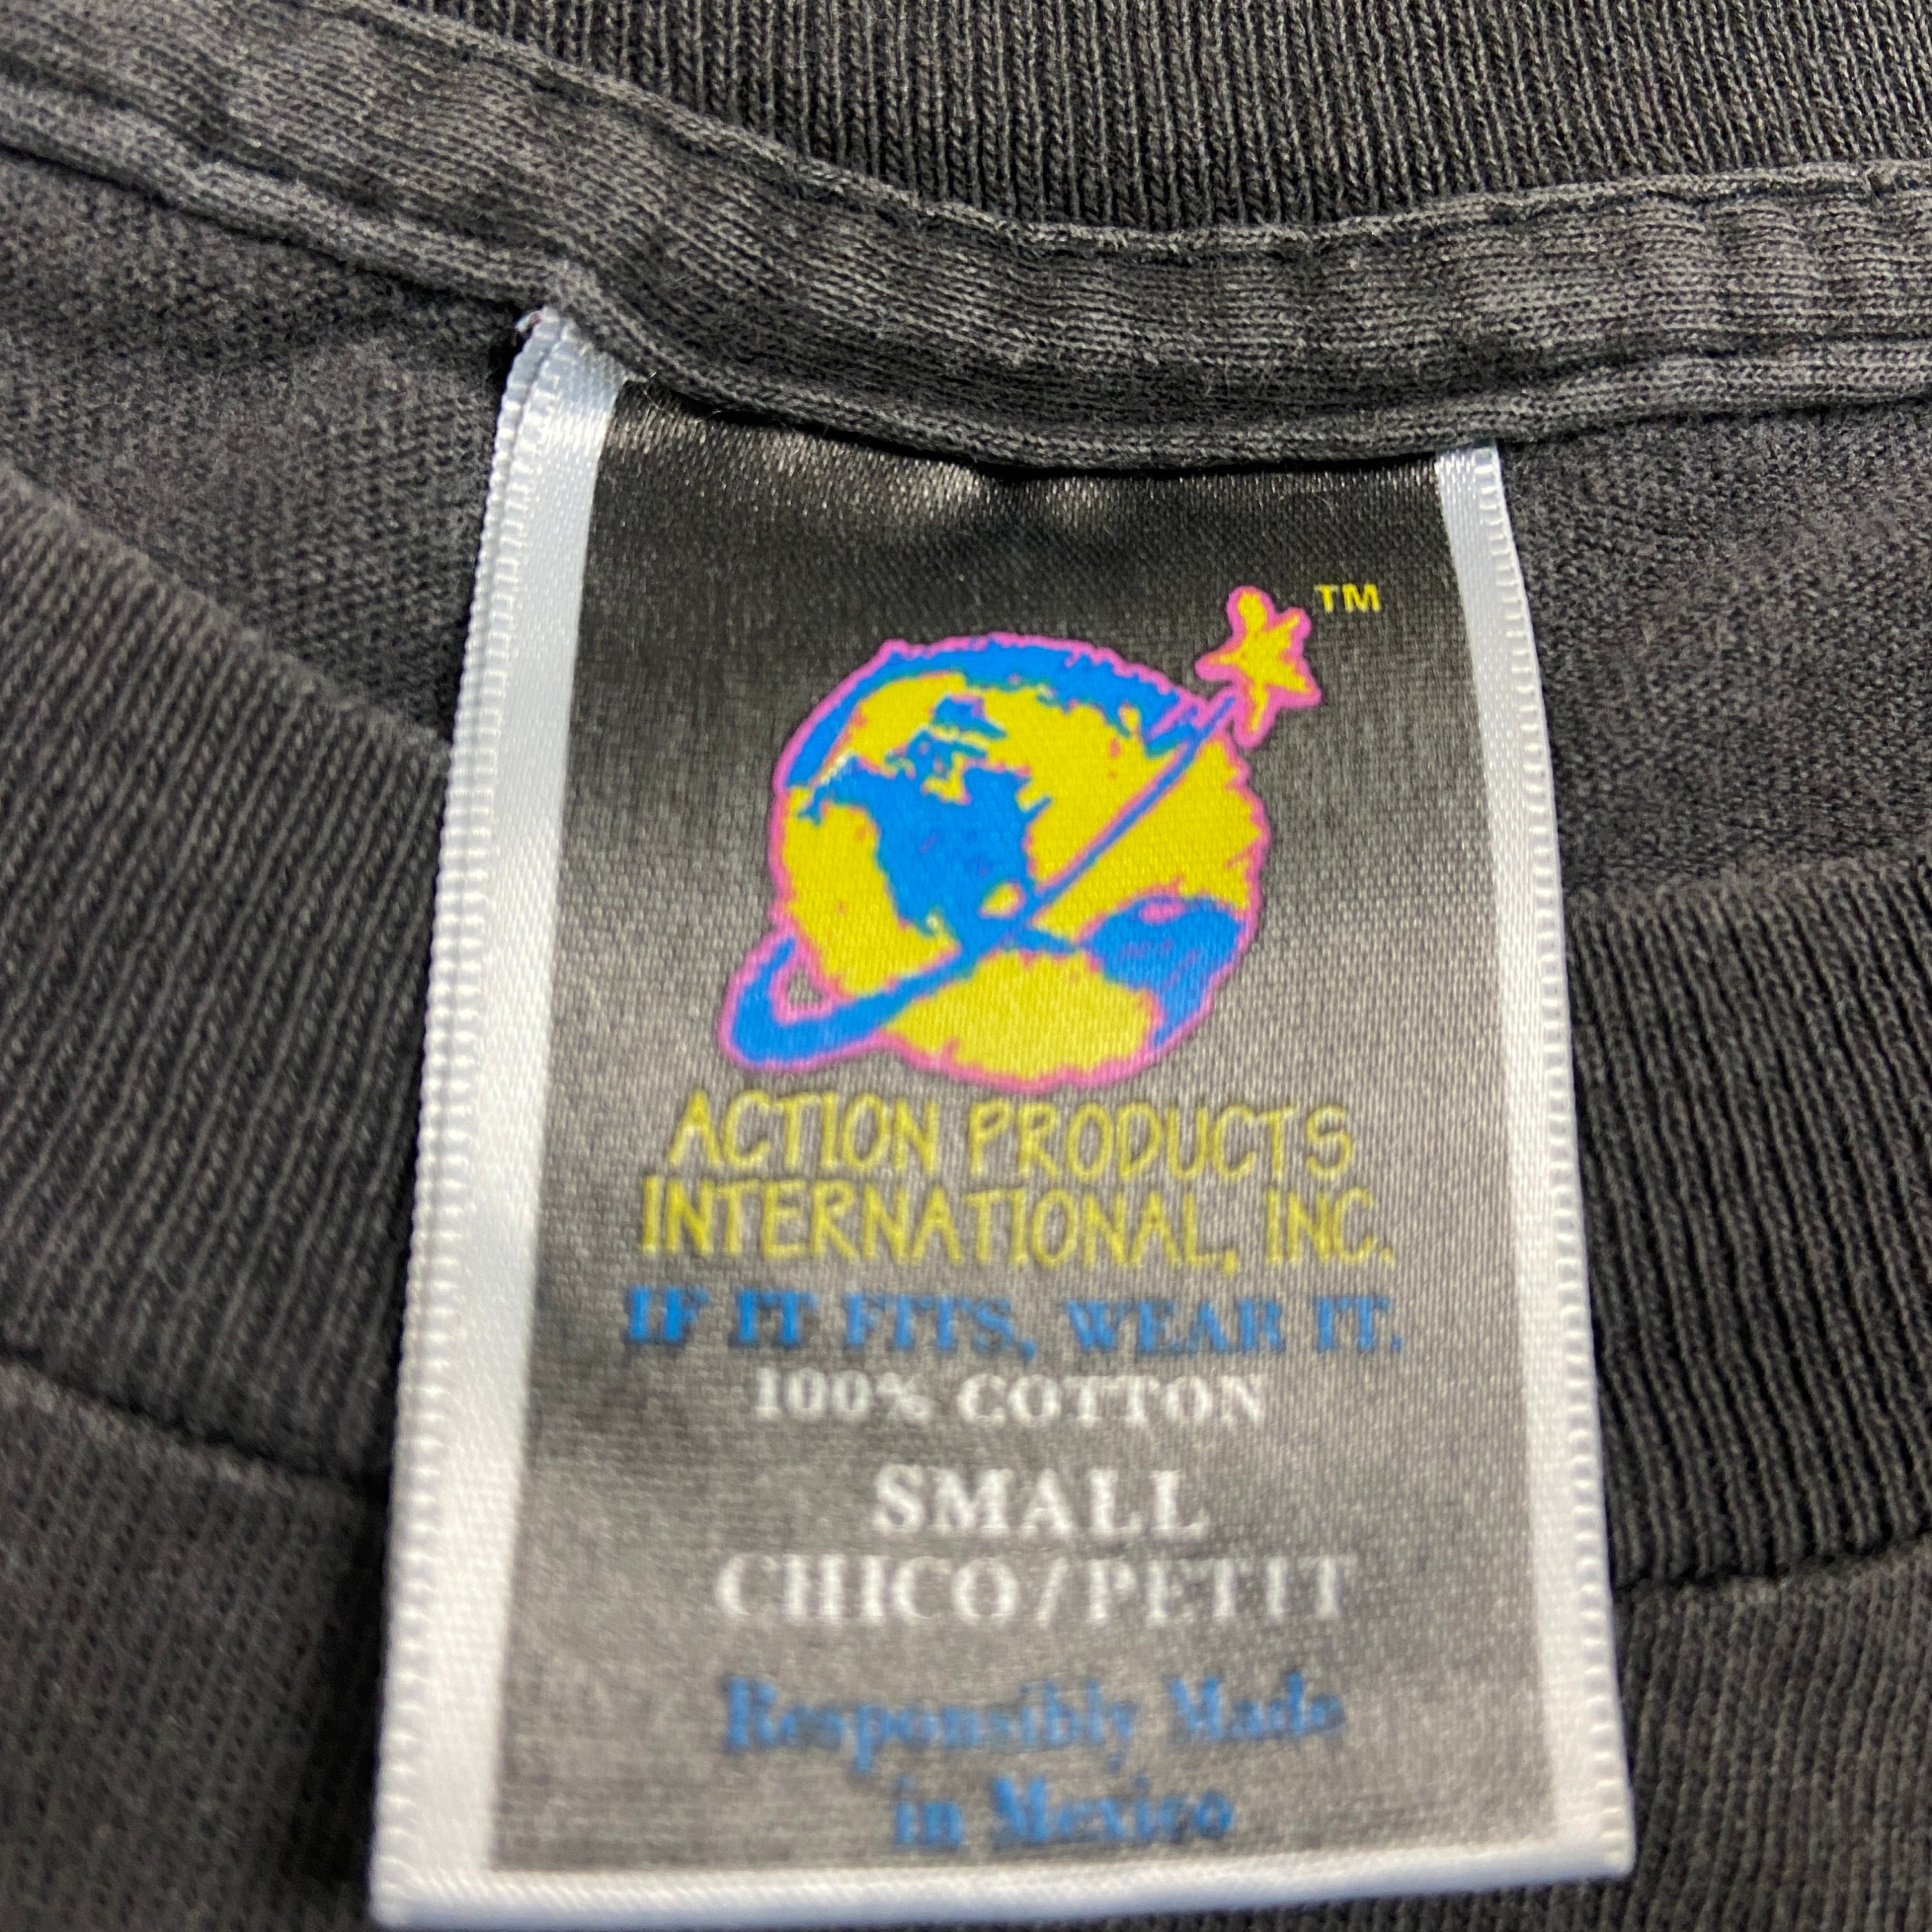 TM
ACTION PRODUCTS
INTERNATIONAL, INC.
IF IT FITS, WEAR IT.
100% COTTON
SMALL
CHICO/PETIT
Responsibly Made
in Mexico